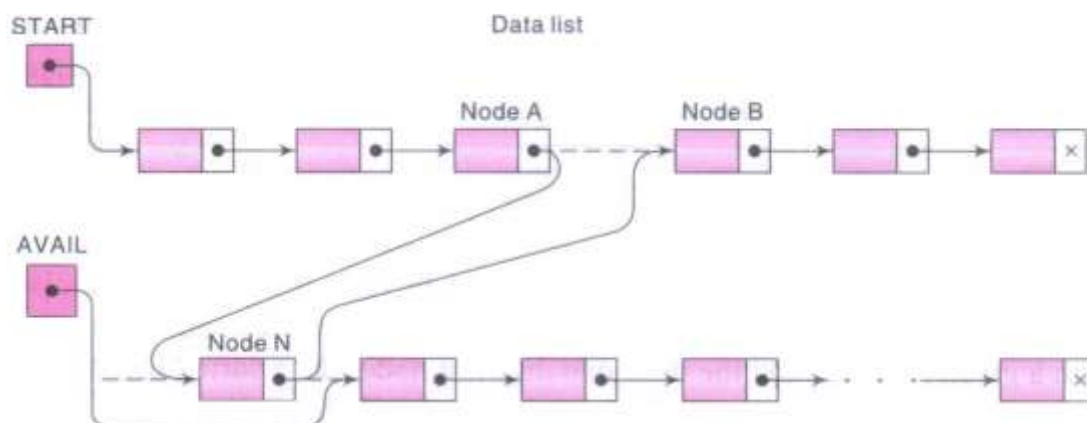 START
Data list
Node A
Node B
×
AVAIL
Node N
×